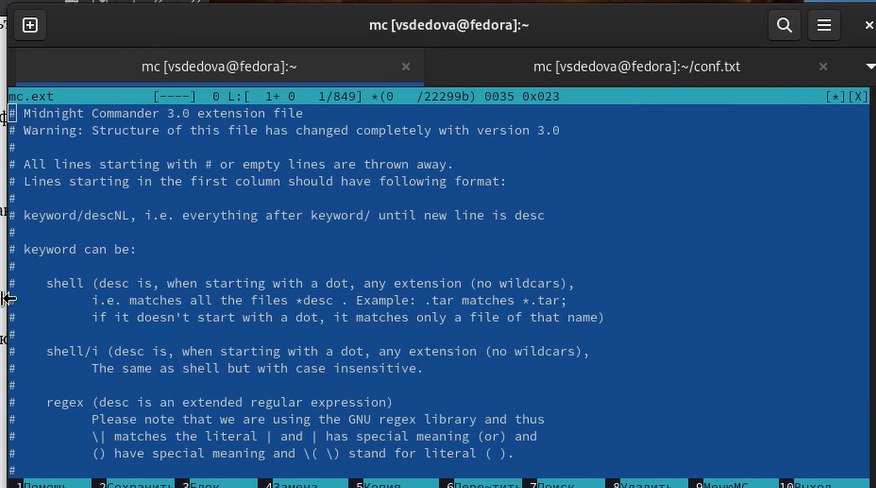 mc [vsdedova@fedora]:~
mc [vsdedova@fedora]:~
mc [vsdedova@fedora]:~/conf.txt
mc.ext [----] 0 L:[ 1+ 0 1/849] *(0 /22299b) 0035 0x023 [*][X]
# Midnight Commander 3.0 extension file
# Warning: Structure of this file has changed completely with version 3.0
#
# All lines starting with # or empty lines are thrown away.
# Lines starting in the first column should have following format:
#
# keyword/descNL, i.e. everything after keyword/ until new line is desc
#
# keyword can be:
#
# shell (desc is, when starting with a dot, any extension (no wildcars),
# i.e. matches all the files *desc . Example: .tar matches *.tar;
# if it doesn't start with a dot, it matches only a file of that name)
#
# shell/i (desc is, when starting with a dot, any extension (no wildcars),
# The same as shell but with case insensitive.
#
# regex (desc is an extended regular expression)
# Please note that we are using the GNU regex library and thus
# \| matches the literal | and | has special meaning (or) and
# () have special meaning and \( \) stand for literal ( ).
#
1Помощь 2Сохранить 3Блок 4Замена 5Копия 6Пере~тить 7Поиск 8Удалить 9МенюMC 10Выход